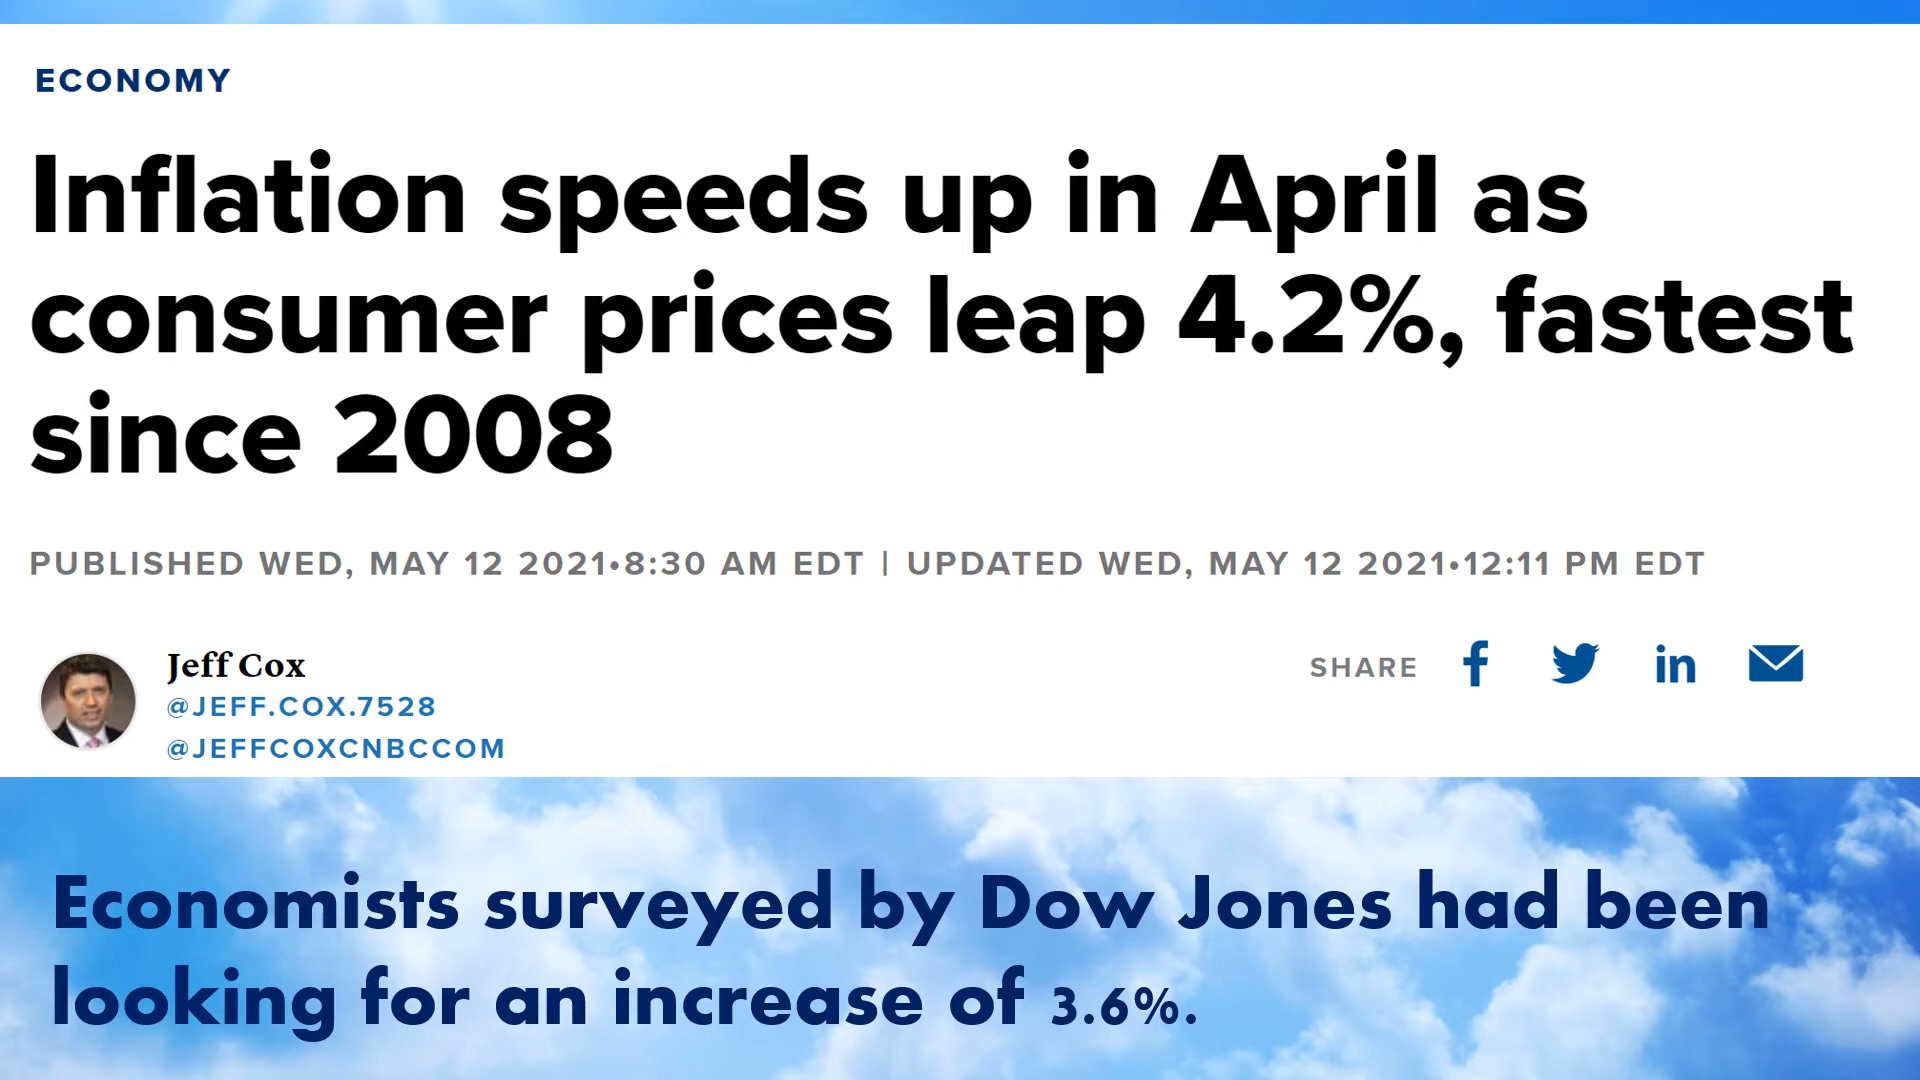 ECONOMY
Inflation speeds up in April as
consumer prices leap 4.2%, fastest
since 2008
PUBLISHED WED, MAY 12 2021•8:30 AM EDT | UPDATED WED, MAY 12 2021•12:11 PM EDT
Jeff Cox
@JEFF.COX.7528
@JEFFCOXCNBCCOM
SHARE
Economists surveyed by Dow Jones had been
looking for an increase of 3.6%.